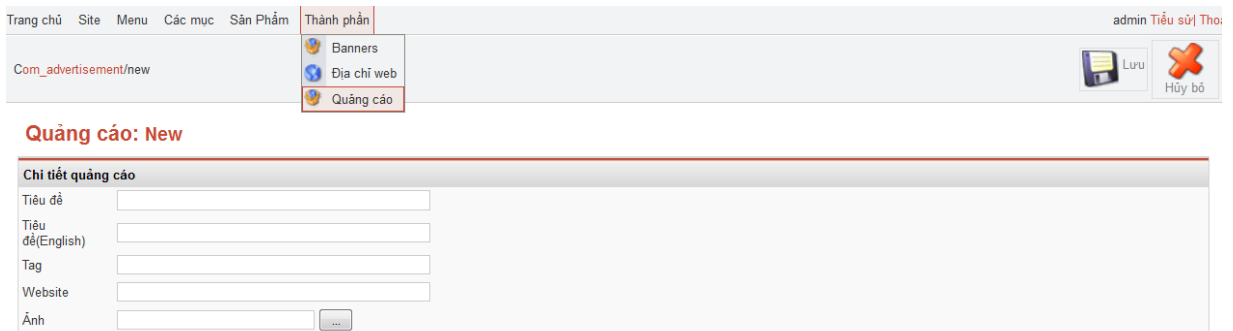 Trang chủ Site Menu Các mục Sản Phẩm Thành phần admin Tiểu sử| Thoá
Banners
Com_advertisement/new Địa chỉ web Lưu
Quảng cáo Hủy bỏ
Quảng cáo: New
Chi tiết quảng cáo
Tiêu đề
Tiêu
đề(English)
Tag
Website
Ảnh ...